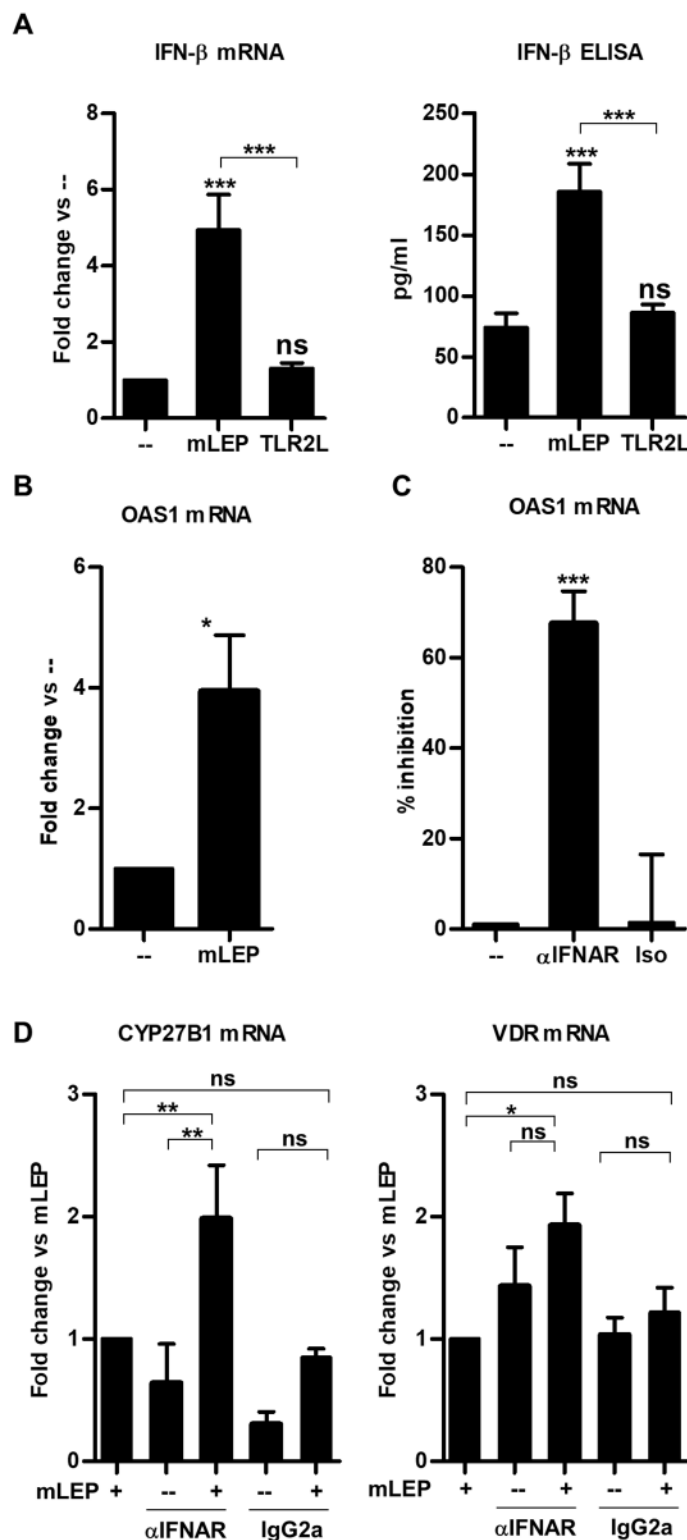 A
IFN-β mRNA
Fold change vs --
8
6
4
2
0
***
***
ns
-- mLEP TLR2L
IFN-β ELISA
pg/ml
250
200
150
100
50
0
***
***
ns
-- mLEP TLR2L
B
OAS1 mRNA
Fold change vs --
6
4
2
0
*
-- mLEP
C
OAS1 mRNA
% inhibition
80
60
40
20
0
***
-- αIFNAR Iso
D
CYP27B1 mRNA
Fold change vs mLEP
3
2
1
0
ns
**
**
ns
mLEP + -- + -- +
αIFNAR IgG2a
VDR mRNA
Fold change vs mLEP
3
2
1
0
ns
*
ns
ns
+ -- + -- +
αIFNAR IgG2a